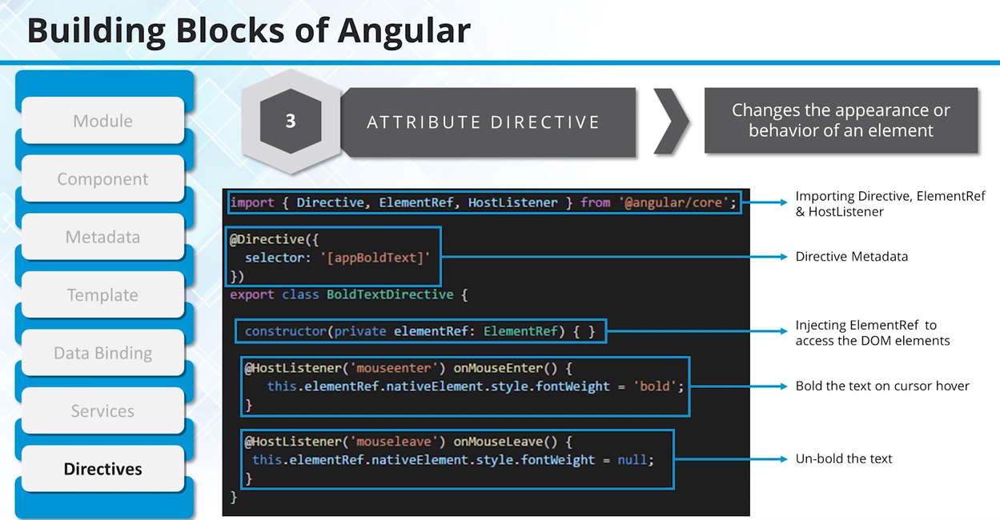 Building Blocks of Angular
Module
Component
Metadata
Template
Data Binding
Services
Directives
3
ATTRIBUTE DIRECTIVE
Changes the appearance or
behavior of an element
import { Directive, ElementRef, HostListener } from '@angular/core';
@Directive({
  selector: '[appBoldText]'
})
export class BoldTextDirective {
  constructor(private elementRef: ElementRef) { }
  @HostListener('mouseenter') onMouseEnter() {
    this.elementRef.nativeElement.style.fontWeight = 'bold';
  }
  @HostListener('mouseleave') onMouseLeave() {
   this.elementRef.nativeElement.style.fontWeight = null;
  }
}
Importing Directive, ElementRef
& HostListener
Directive Metadata
Injecting ElementRef to
access the DOM elements
Bold the text on cursor hover
Un-bold the text